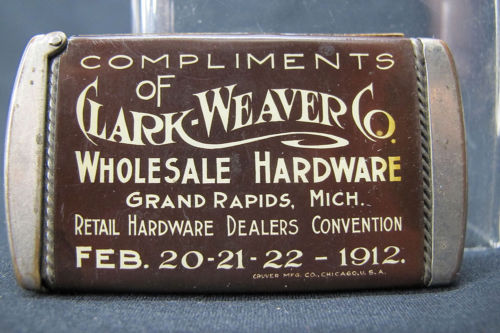 COMPLIMENTS
OF
CLARK-WEAVER CO.
WHOLESALE HARDWARE
GRAND RAPIDS, MICH.
RETAIL HARDWARE DEALERS CONVENTION
FEB. 20-21-22-1912.
CRUVER MFG. CO., CHICAGO, U.S.A.